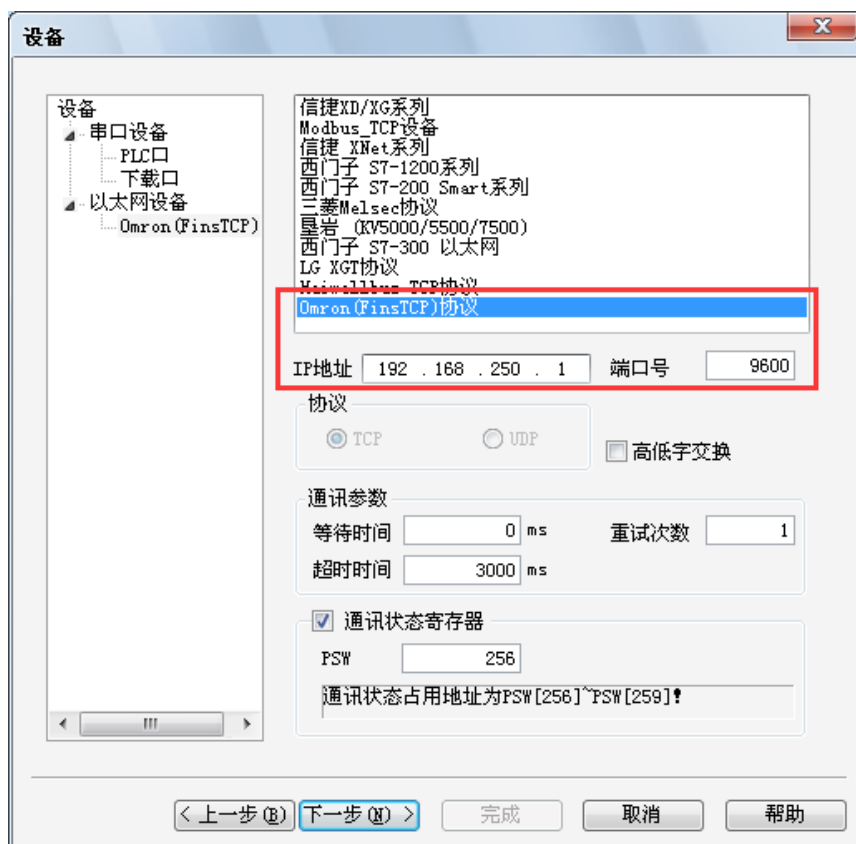 设备
设备
串口设备
PLC口
下载口
以太网设备
Omron(FinsTCP)
信捷XD/XG系列
Modbus_TCP设备
信捷 XNet系列
西门子 S7-1200系列
西门子 S7-200 Smart系列
三菱Melsec协议
基岩 (KV5000/5500/7500)
西门子 S7-300 以太网
LG XGT协议
Haiwellbus TCP协议
Omron(FinsTCP)协议
IP地址 192 . 168 . 250 . 1 端口号 9600
协议
TCP UDP 高低字交换
通讯参数
等待时间 0 ms 重试次数 1
超时时间 3000 ms
通讯状态寄存器
PSW 256
通讯状态占用地址为PSW[256]~PSW[259]!
< 上一步(B) 下一步(N) > 完成 取消 帮助